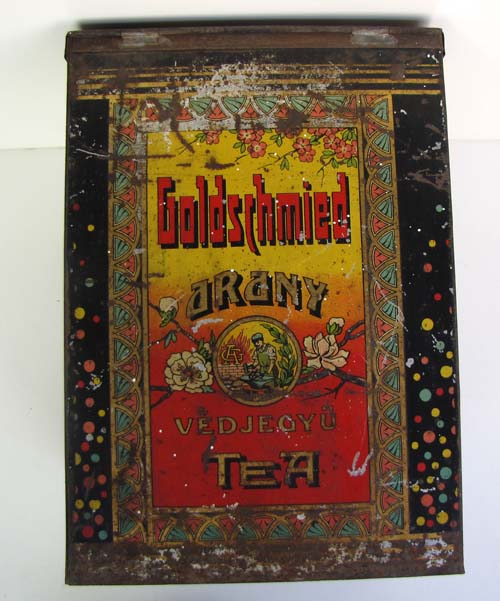 Goldschmied
ARANY
VÉDJEGYŰ
TEA